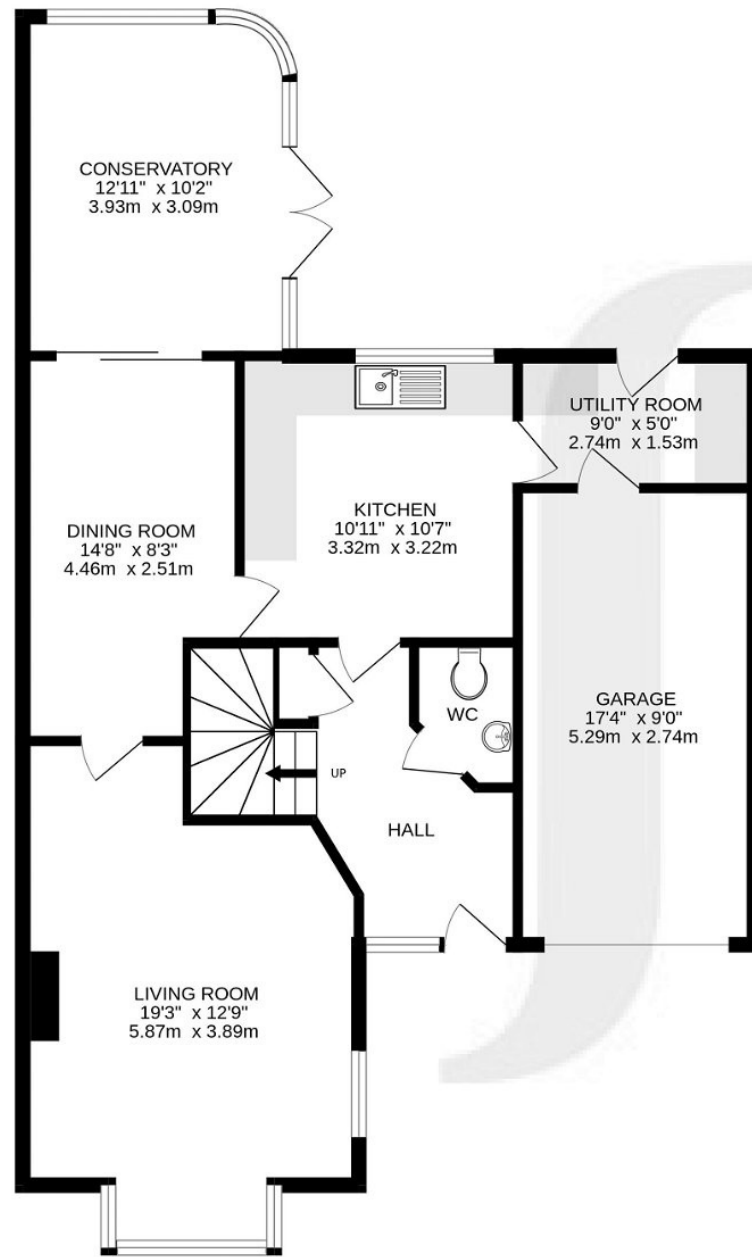 CONSERVATORY
12'11" x 10'2"
3.93m x 3.09m
UTILITY ROOM
9'0" x 5'0"
2.74m x 1.53m
KITCHEN
10'11" x 10'7"
3.32m x 3.22m
DINING ROOM
14'8" x 8'3"
4.46m x 2.51m
GARAGE
17'4" x 9'0"
5.29m x 2.74m
WC
UP
HALL
LIVING ROOM
19'3" x 12'9"
5.87m x 3.89m